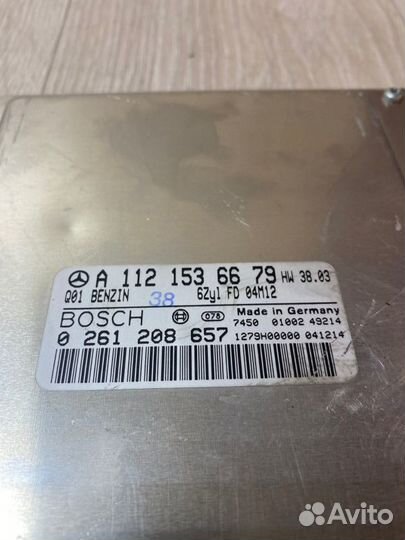 A 112 153 66 79 HW 38.03
Q01 BENZIN 38 6Zyl FD 04M12
BOSCH 078 Made in Germany
7450 01002 49214
0 261 208 657 1279H00000 041214
Avito